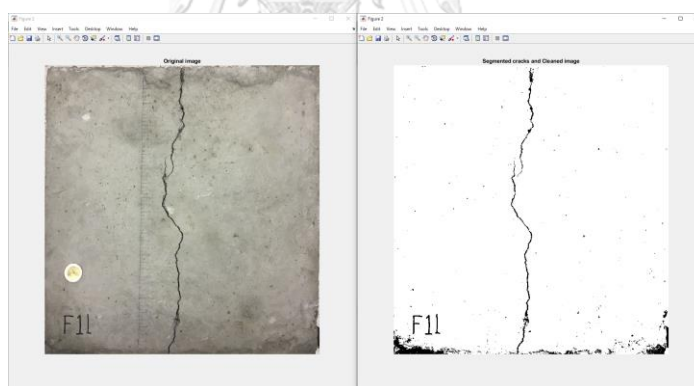 Figure 1
File Edit View Insert Tools Desktop Window Help
Original image
F11
Figure 2
File Edit View Insert Tools Desktop Window Help
Segmented cracks and Cleaned image
F11